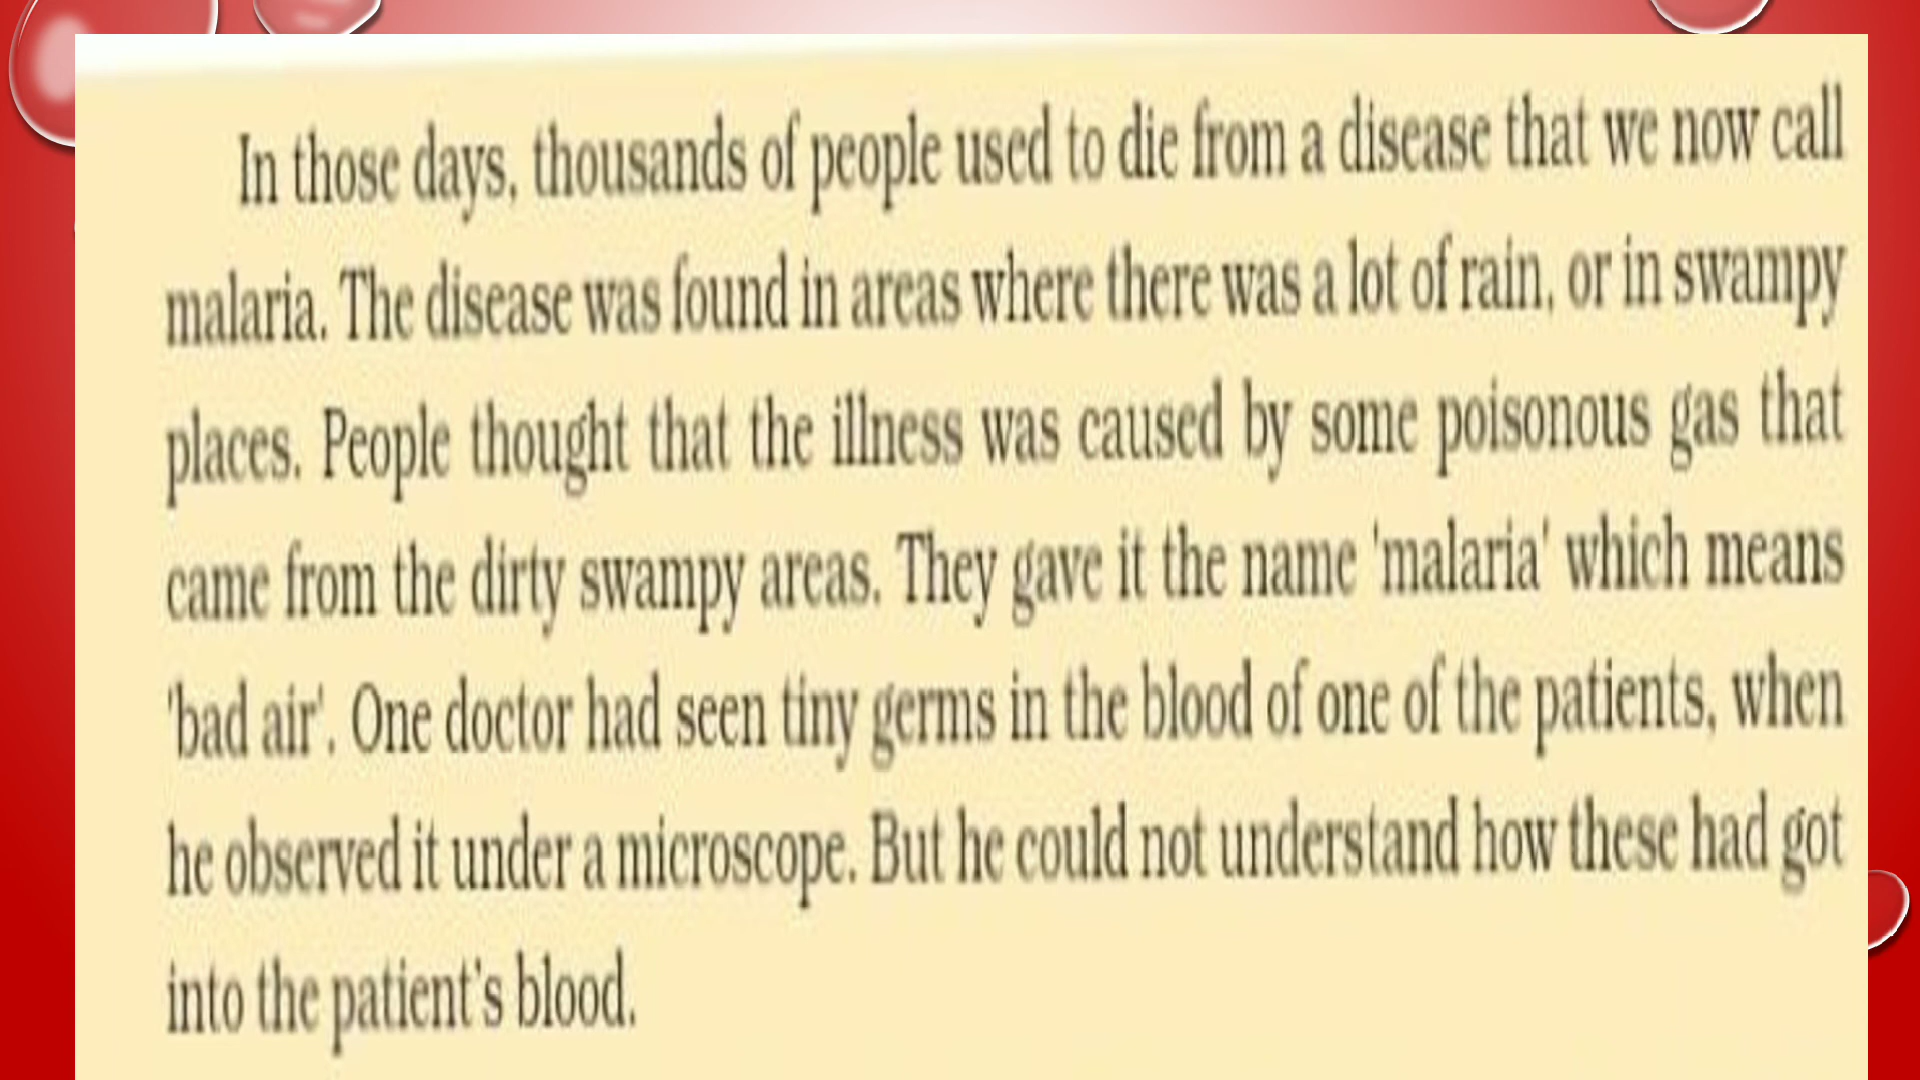 In those days, thousands of people used to die from a disease that we now call
malaria. The disease was found in areas where there was a lot of rain, or in swampy
places. People thought that the illness was caused by some poisonous gas that
came from the dirty swampy areas. They gave it the name 'malaria' which means
'bad air'. One doctor had seen tiny germs in the blood of one of the patients, when
he observed it under a microscope. But he could not understand how these had got
into the patient's blood.